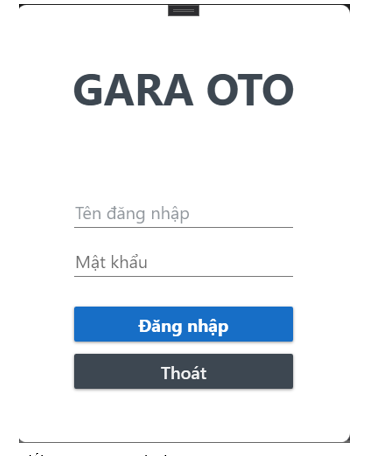 GARA OTO
Tên đăng nhập
Mật khẩu
Đăng nhập
Thoát